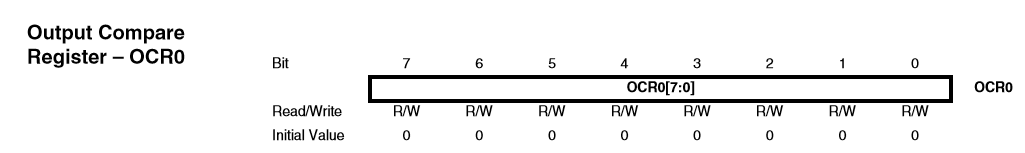 Output Compare
Register – OCR0
Bit 7 6 5 4 3 2 1 0
OCR0[7:0] OCR0
Read/Write R/W R/W R/W R/W R/W R/W R/W R/W
Initial Value 0 0 0 0 0 0 0 0